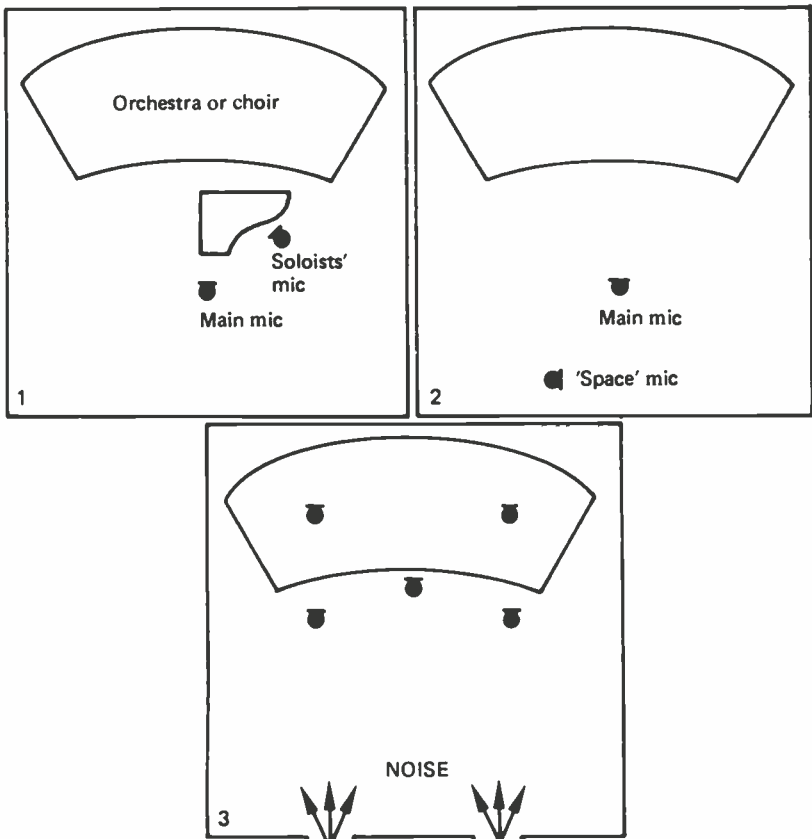 Orchestra or choir
Soloists'
mic
Main mic
1
Main mic
'Space' mic
2
NOISE
3